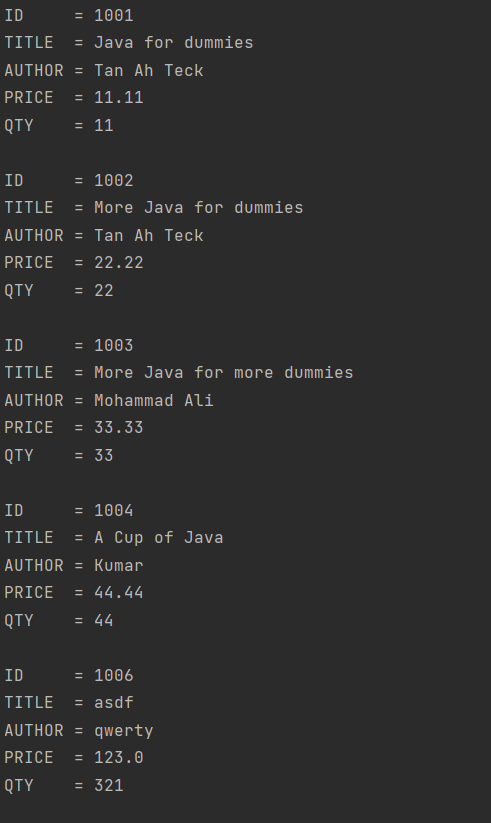 ID     = 1001
TITLE  = Java for dummies
AUTHOR = Tan Ah Teck
PRICE  = 11.11
QTY    = 11

ID     = 1002
TITLE  = More Java for dummies
AUTHOR = Tan Ah Teck
PRICE  = 22.22
QTY    = 22

ID     = 1003
TITLE  = More Java for more dummies
AUTHOR = Mohammad Ali
PRICE  = 33.33
QTY    = 33

ID     = 1004
TITLE  = A Cup of Java
AUTHOR = Kumar
PRICE  = 44.44
QTY    = 44

ID     = 1006
TITLE  = asdf
AUTHOR = qwerty
PRICE  = 123.0
QTY    = 321